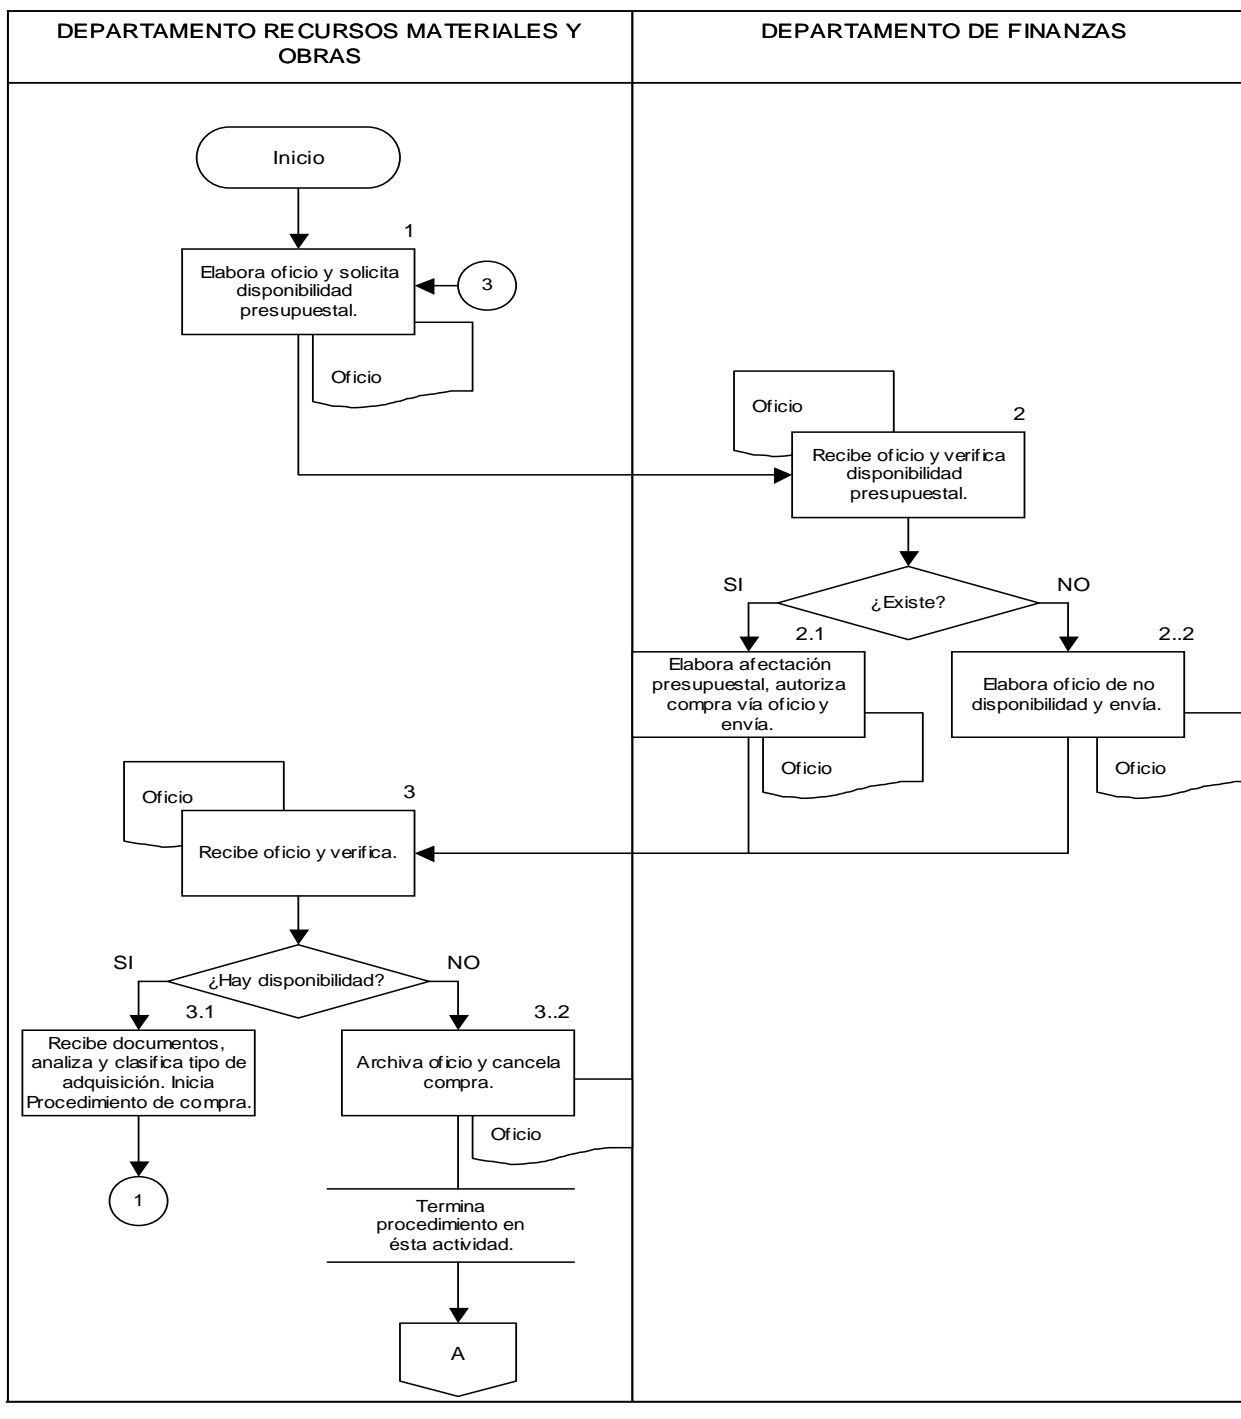 DEPARTAMENTO RECURSOS MATERIALES Y
OBRAS
DEPARTAMENTO DE FINANZAS
Inicio
1
Elabora oficio y solicita
disponibilidad
presupuestal.
3
Oficio
Oficio
2
Recibe oficio y verifica
disponibilidad
presupuestal.
SI
¿Existe?
NO
2.1
Elabora afectación
presupuestal, autoriza
compra vía oficio y
envía.
2..2
Elabora oficio de no
disponibilidad y envía.
Oficio
Oficio
Oficio
3
Recibe oficio y verifica.
SI
¿Hay disponibilidad?
NO
3.1
Recibe documentos,
analiza y clasifica tipo de
adquisición. Inicia
Procedimiento de compra.
3..2
Archiva oficio y cancela
compra.
Oficio
1
Termina
procedimiento en
ésta actividad.
A